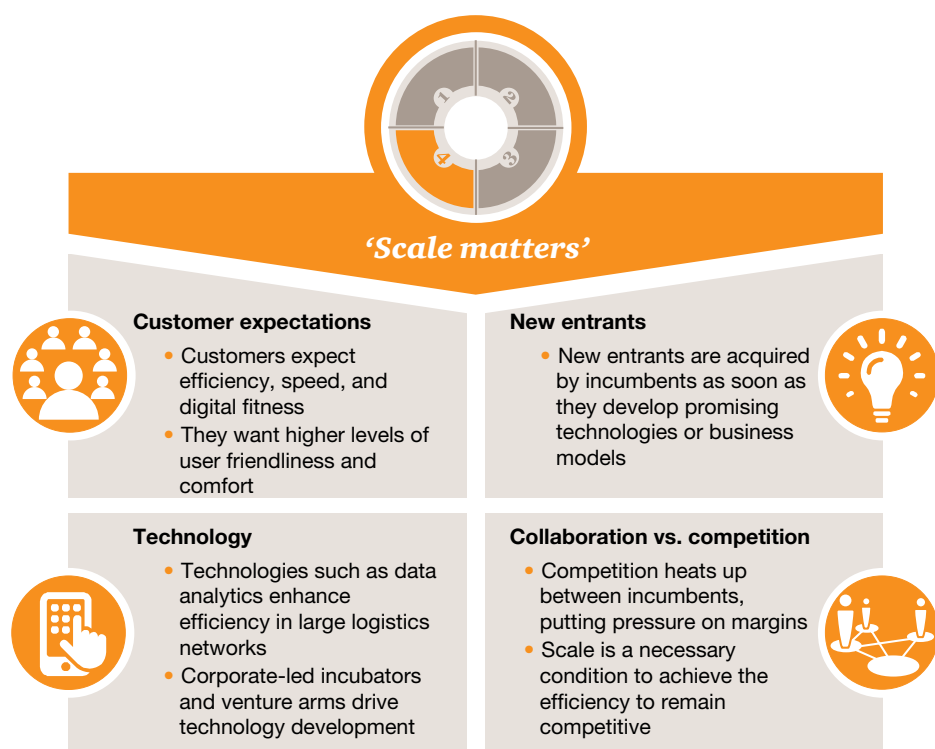 1
2
4
3
‘Scale matters’
Customer expectations
• Customers expect
efficiency, speed, and
digital fitness
• They want higher levels of
user friendliness and
comfort
New entrants
• New entrants are acquired
by incumbents as soon as
they develop promising
technologies or business
models
Technology
• Technologies such as data
analytics enhance
efficiency in large logistics
networks
• Corporate-led incubators
and venture arms drive
technology development
Collaboration vs. competition
• Competition heats up
between incumbents,
putting pressure on margins
• Scale is a necessary
condition to achieve the
efficiency to remain
competitive